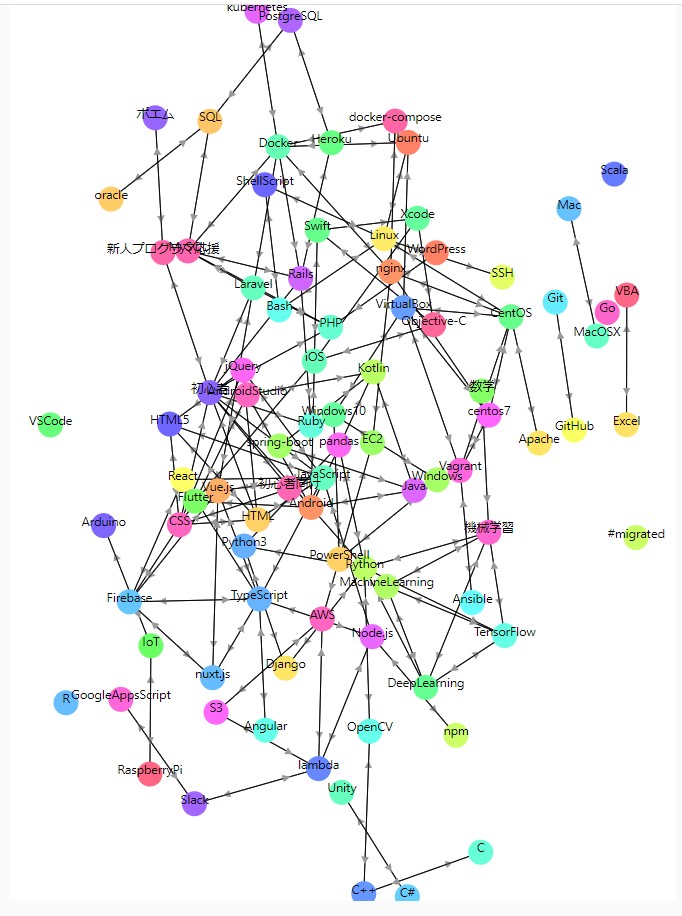 kubernetes
PostgreSQL
ポエム
SQL
docker-compose
Docker
Heroku
Ubuntu
ShellScript
Scala
oracle
Mac
Swift
Xcode
Linux
新人プログラマ応援
MySQL
WordPress
nginx
SSH
Rails
Laravel
Bash
VirtualBox
CentOS
Git
VBA
Go
PHP
Objective-C
MacOSX
iOS
jQuery
Kotlin
初心者
AndroidStudio
数学
Windows10
centos7
VSCode
HTML5
Ruby
Excel
spring-boot
pandas
EC2
Apache
GitHub
React
JavaScript
Windows
Vagrant
Vue.js
初心者向け
Java
Flutter
Android
CSS
HTML
Arduino
機械学習
#migrated
Python3
PowerShell
Python
MachineLearning
Firebase
TypeScript
Ansible
AWS
Node.js
TensorFlow
IoT
Django
nuxt.js
DeepLearning
R
GoogleAppsScript
S3
Angular
OpenCV
npm
RaspberryPi
lambda
Slack
Unity
C
C++
C#